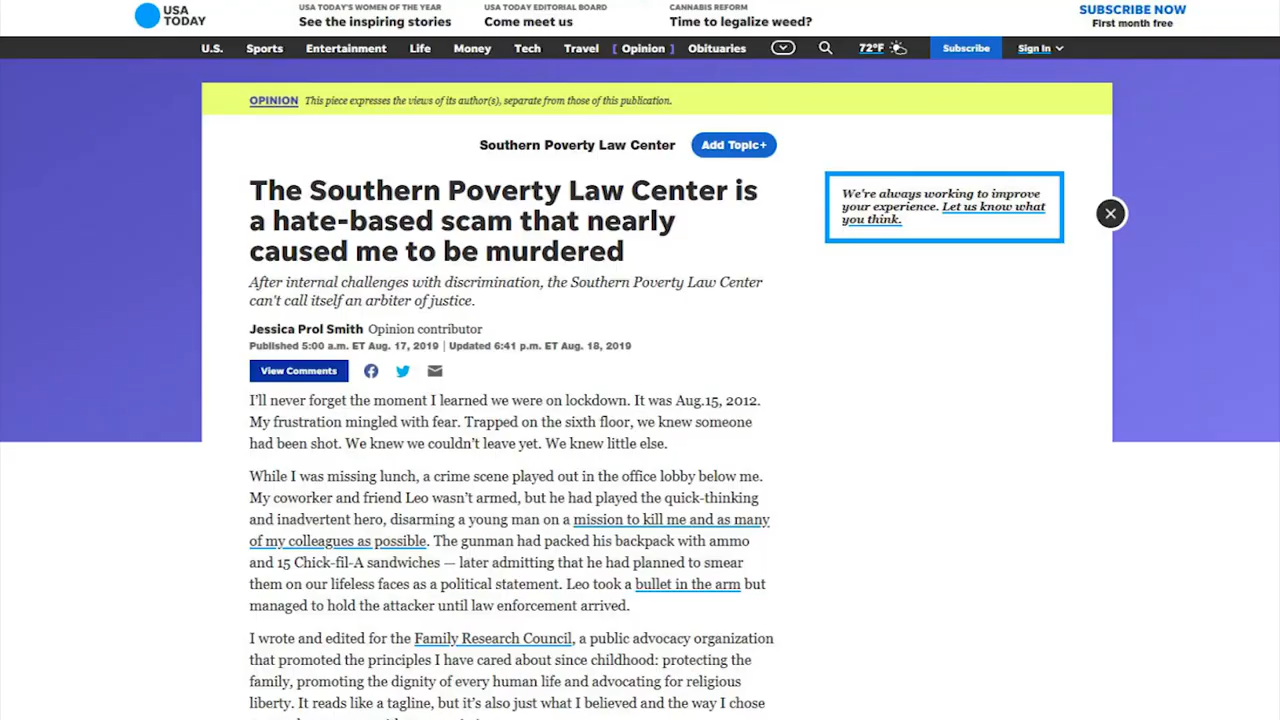 USA TODAY
USA TODAY'S WOMEN OF THE YEAR
See the inspiring stories
USA TODAY EDITORIAL BOARD
Come meet us
CANNABIS REFORM
Time to legalize weed?
SUBSCRIBE NOW
First month free
U.S. Sports Entertainment Life Money Tech Travel [ Opinion ] Obituaries 72°F Subscribe Sign In
OPINION This piece expresses the views of its author(s), separate from those of this publication.
Southern Poverty Law Center Add Topic+
The Southern Poverty Law Center is
a hate-based scam that nearly
caused me to be murdered
After internal challenges with discrimination, the Southern Poverty Law Center
can't call itself an arbiter of justice.
Jessica Prol Smith Opinion contributor
Published 5:00 a.m. ET Aug. 17, 2019 | Updated 6:41 p.m. ET Aug. 18, 2019
View Comments
I'll never forget the moment I learned we were on lockdown. It was Aug.15, 2012.
My frustration mingled with fear. Trapped on the sixth floor, we knew someone
had been shot. We knew we couldn't leave yet. We knew little else.
While I was missing lunch, a crime scene played out in the office lobby below me.
My coworker and friend Leo wasn't armed, but he had played the quick-thinking
and inadvertent hero, disarming a young man on a mission to kill me and as many
of my colleagues as possible. The gunman had packed his backpack with ammo
and 15 Chick-fil-A sandwiches — later admitting that he had planned to smear
them on our lifeless faces as a political statement. Leo took a bullet in the arm but
managed to hold the attacker until law enforcement arrived.
I wrote and edited for the Family Research Council, a public advocacy organization
that promoted the principles I have cared about since childhood: protecting the
family, promoting the dignity of every human life and advocating for religious
liberty. It reads like a tagline, but it's also just what I believed and the way I chose
We're always working to improve
your experience. Let us know what
you think.